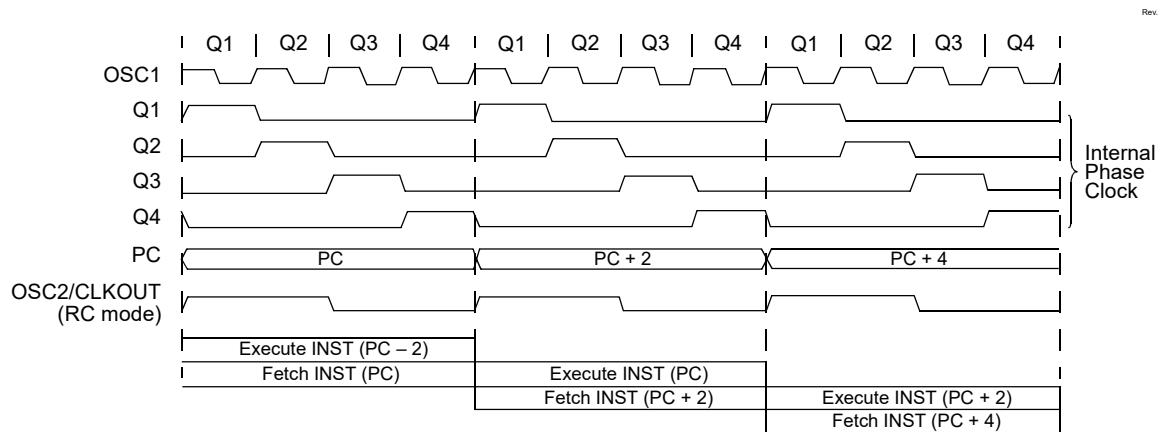 Rev.
Q1 Q2 Q3 Q4 Q1 Q2 Q3 Q4 Q1 Q2 Q3 Q4
OSC1
Q1
Q2
Q3
Q4
Internal
Phase
Clock
PC PC PC + 2 PC + 4
OSC2/CLKOUT
(RC mode)
Execute INST (PC – 2)
Fetch INST (PC) Execute INST (PC)
Fetch INST (PC + 2) Execute INST (PC + 2)
Fetch INST (PC + 4)